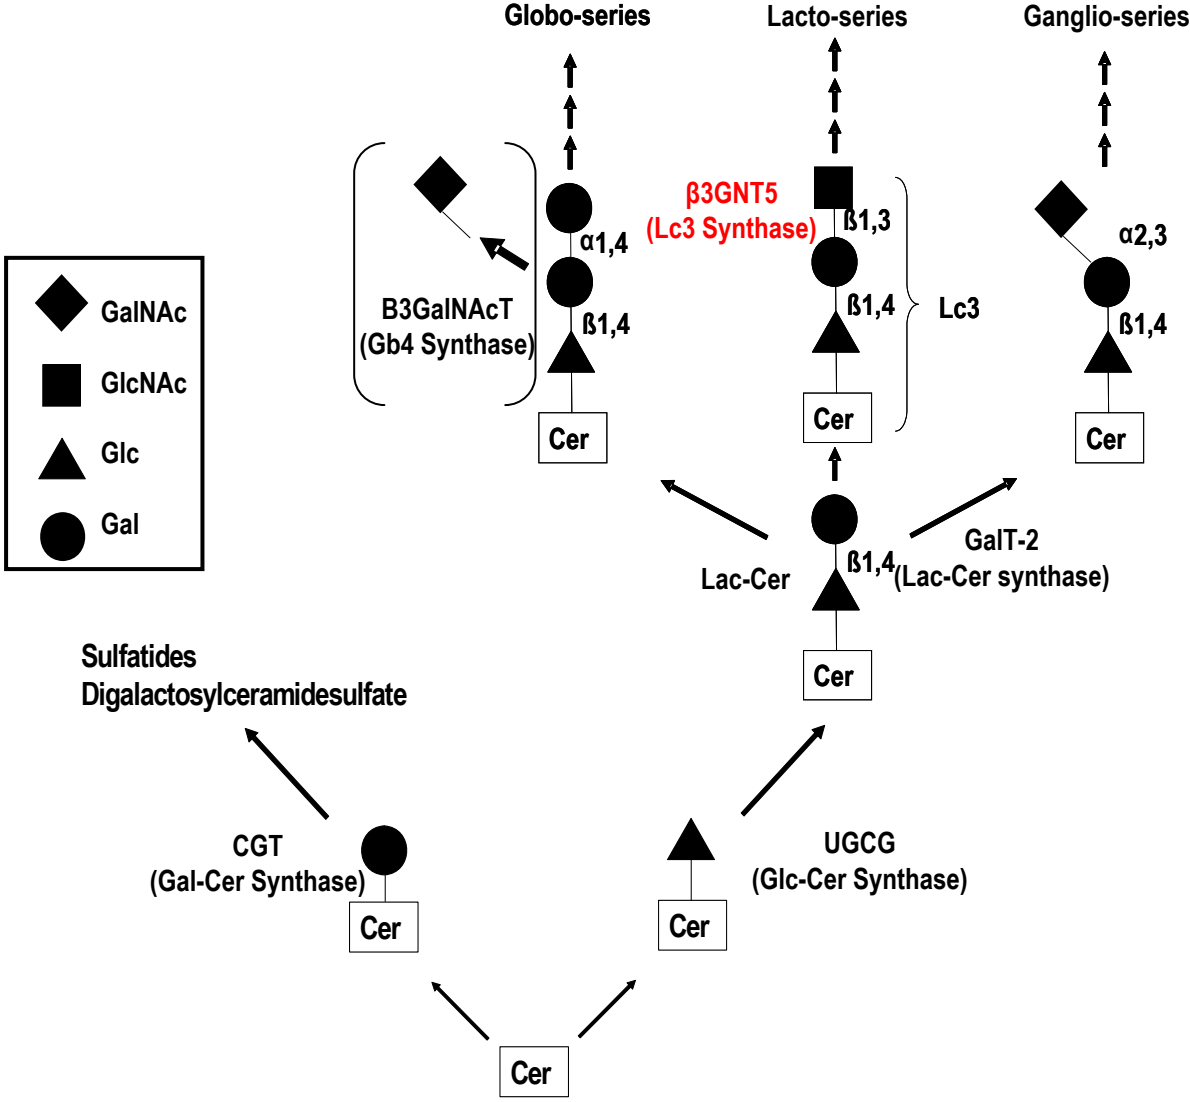 Globo-series
Lacto-series
Ganglio-series
β3GNT5
(Lc3 Synthase)
ß1,3
α1,4
α2,3
GalNAc
GlcNAc
Glc
Gal
B3GalNAcT
(Gb4 Synthase)
ß1,4
ß1,4
Lc3
ß1,4
Cer
Cer
Cer
GalT-2
(Lac-Cer synthase)
Lac-Cer
ß1,4
Cer
Sulfatides
Digalactosylceramidesulfate
CGT
(Gal-Cer Synthase)
Cer
UGCG
(Glc-Cer Synthase)
Cer
Cer